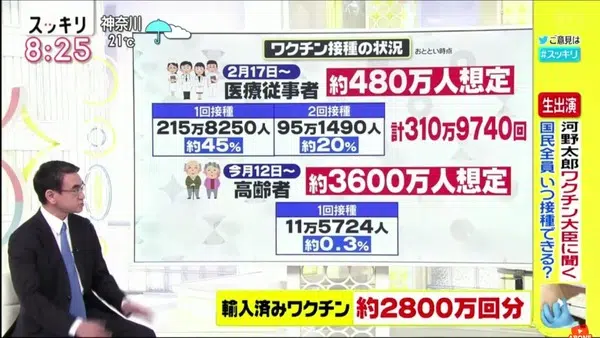 スッキリ
8:25
神奈川
21℃
ワクチン接種の状況
おととい時点
2月17日～
医療従事者
約480万人想定
1回接種
215万8250人
約45%
2回接種
95万1490人
約20%
計310万9740回
今月12日～
高齢者
約3600万人想定
1回接種
11万5724人
約0.3%
輸入済みワクチン 約2800万回分
ご意見は
#スッキリ
生出演
河野太郎ワクチン大臣に聞く
国民全員 いつ接種できる?